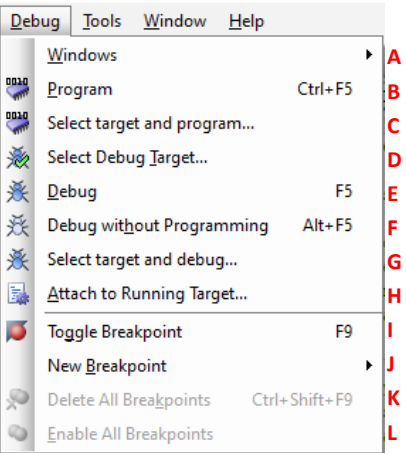 Debug Tools Window Help
Windows A
0010 Program Ctrl+F5 B
0010 Select target and program... C
Select Debug Target... D
Debug F5 E
Debug without Programming Alt+F5 F
Select target and debug... G
Attach to Running Target... H
Toggle Breakpoint F9 I
New Breakpoint J
Delete All Breakpoints Ctrl+Shift+F9 K
Enable All Breakpoints L